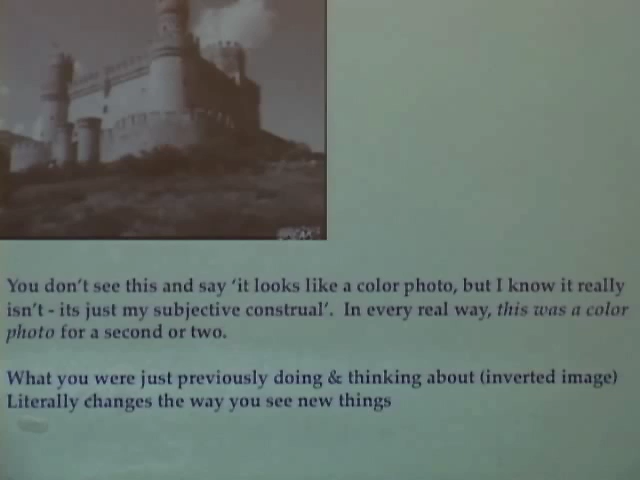 You don't see this and say 'it looks like a color photo, but I know it really
isn't - its just my subjective construal'. In every real way, this was a color
photo for a second or two.
What you were just previously doing & thinking about (inverted image)
Literally changes the way you see new things